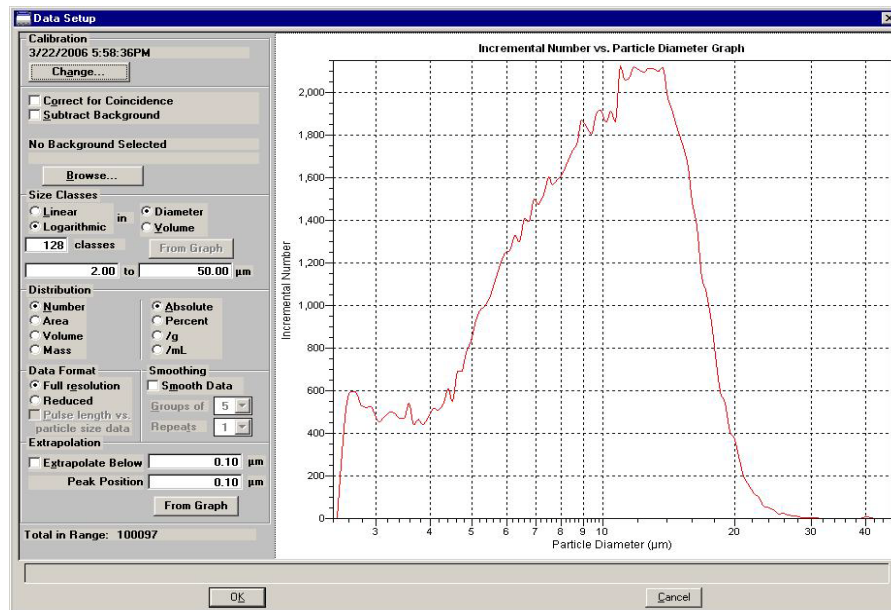 Data Setup
Calibration
3/22/2006 5:58:36PM
Change...
Correct for Coincidence
Subtract Background
No Background Selected
Browse...
Size Classes
Linear
Logarithmic
in
Diameter
Volume
128 classes
From Graph
2.00 to 50.00 µm
Distribution
Number
Area
Volume
Mass
Absolute
Percent
/g
/mL
Data Format
Full resolution
Reduced
Pulse length vs.
particle size data
Smoothing
Smooth Data
Groups of 5
Repeats 1
Extrapolation
Extrapolate Below 0.10 µm
Peak Position 0.10 µm
From Graph
Total in Range: 100097
Incremental Number vs. Particle Diameter Graph
Incremental Number
2,000
1,800
1,600
1,400
1,200
1,000
800
600
400
200
0
3 4 5 6 7 8 9 10 20 30 40
Particle Diameter (µm)
OK
Cancel